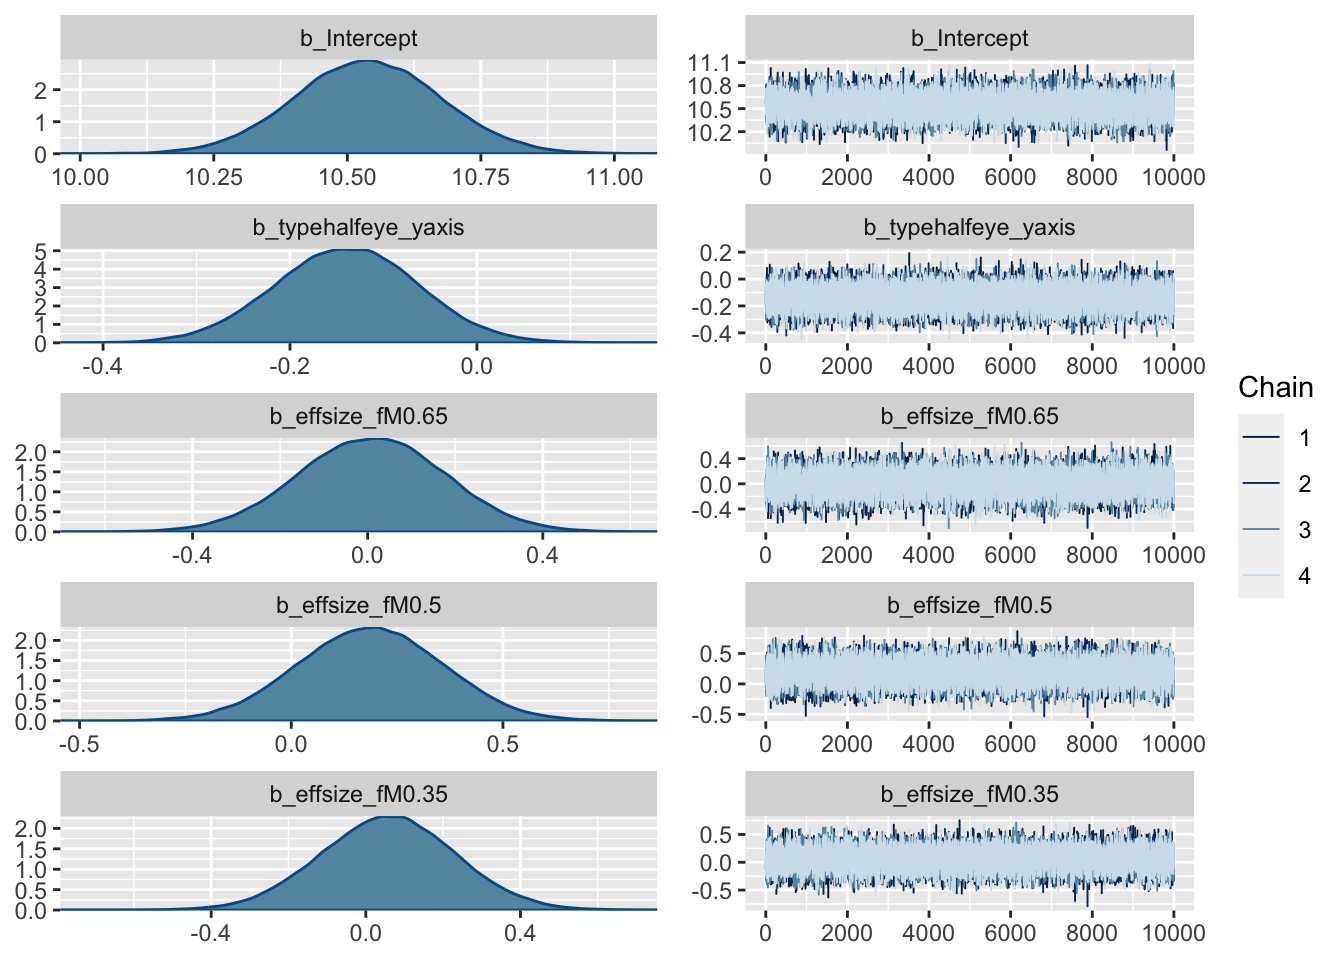 b_Intercept
2
1
0
10.00 10.25 10.50 10.75 11.00
b_Intercept
11.1
10.8
10.5
10.2
0 2000 4000 6000 8000 10000
b_typehalfeye_yaxis
5
4
3
2
1
0
-0.4 -0.2 0.0
b_typehalfeye_yaxis
0.2
0.0
-0.2
-0.4
0 2000 4000 6000 8000 10000
b_effsize_fM0.65
2.0
1.5
1.0
0.5
0.0
-0.4 0.0 0.4
b_effsize_fM0.65
0.4
0.0
-0.4
0 2000 4000 6000 8000 10000
b_effsize_fM0.5
2.0
1.5
1.0
0.5
0.0
-0.5 0.0 0.5
b_effsize_fM0.5
0.5
0.0
-0.5
0 2000 4000 6000 8000 10000
b_effsize_fM0.35
2.0
1.5
1.0
0.5
0.0
-0.4 0.0 0.4
b_effsize_fM0.35
0.5
0.0
-0.5
0 2000 4000 6000 8000 10000
Chain
1
2
3
4